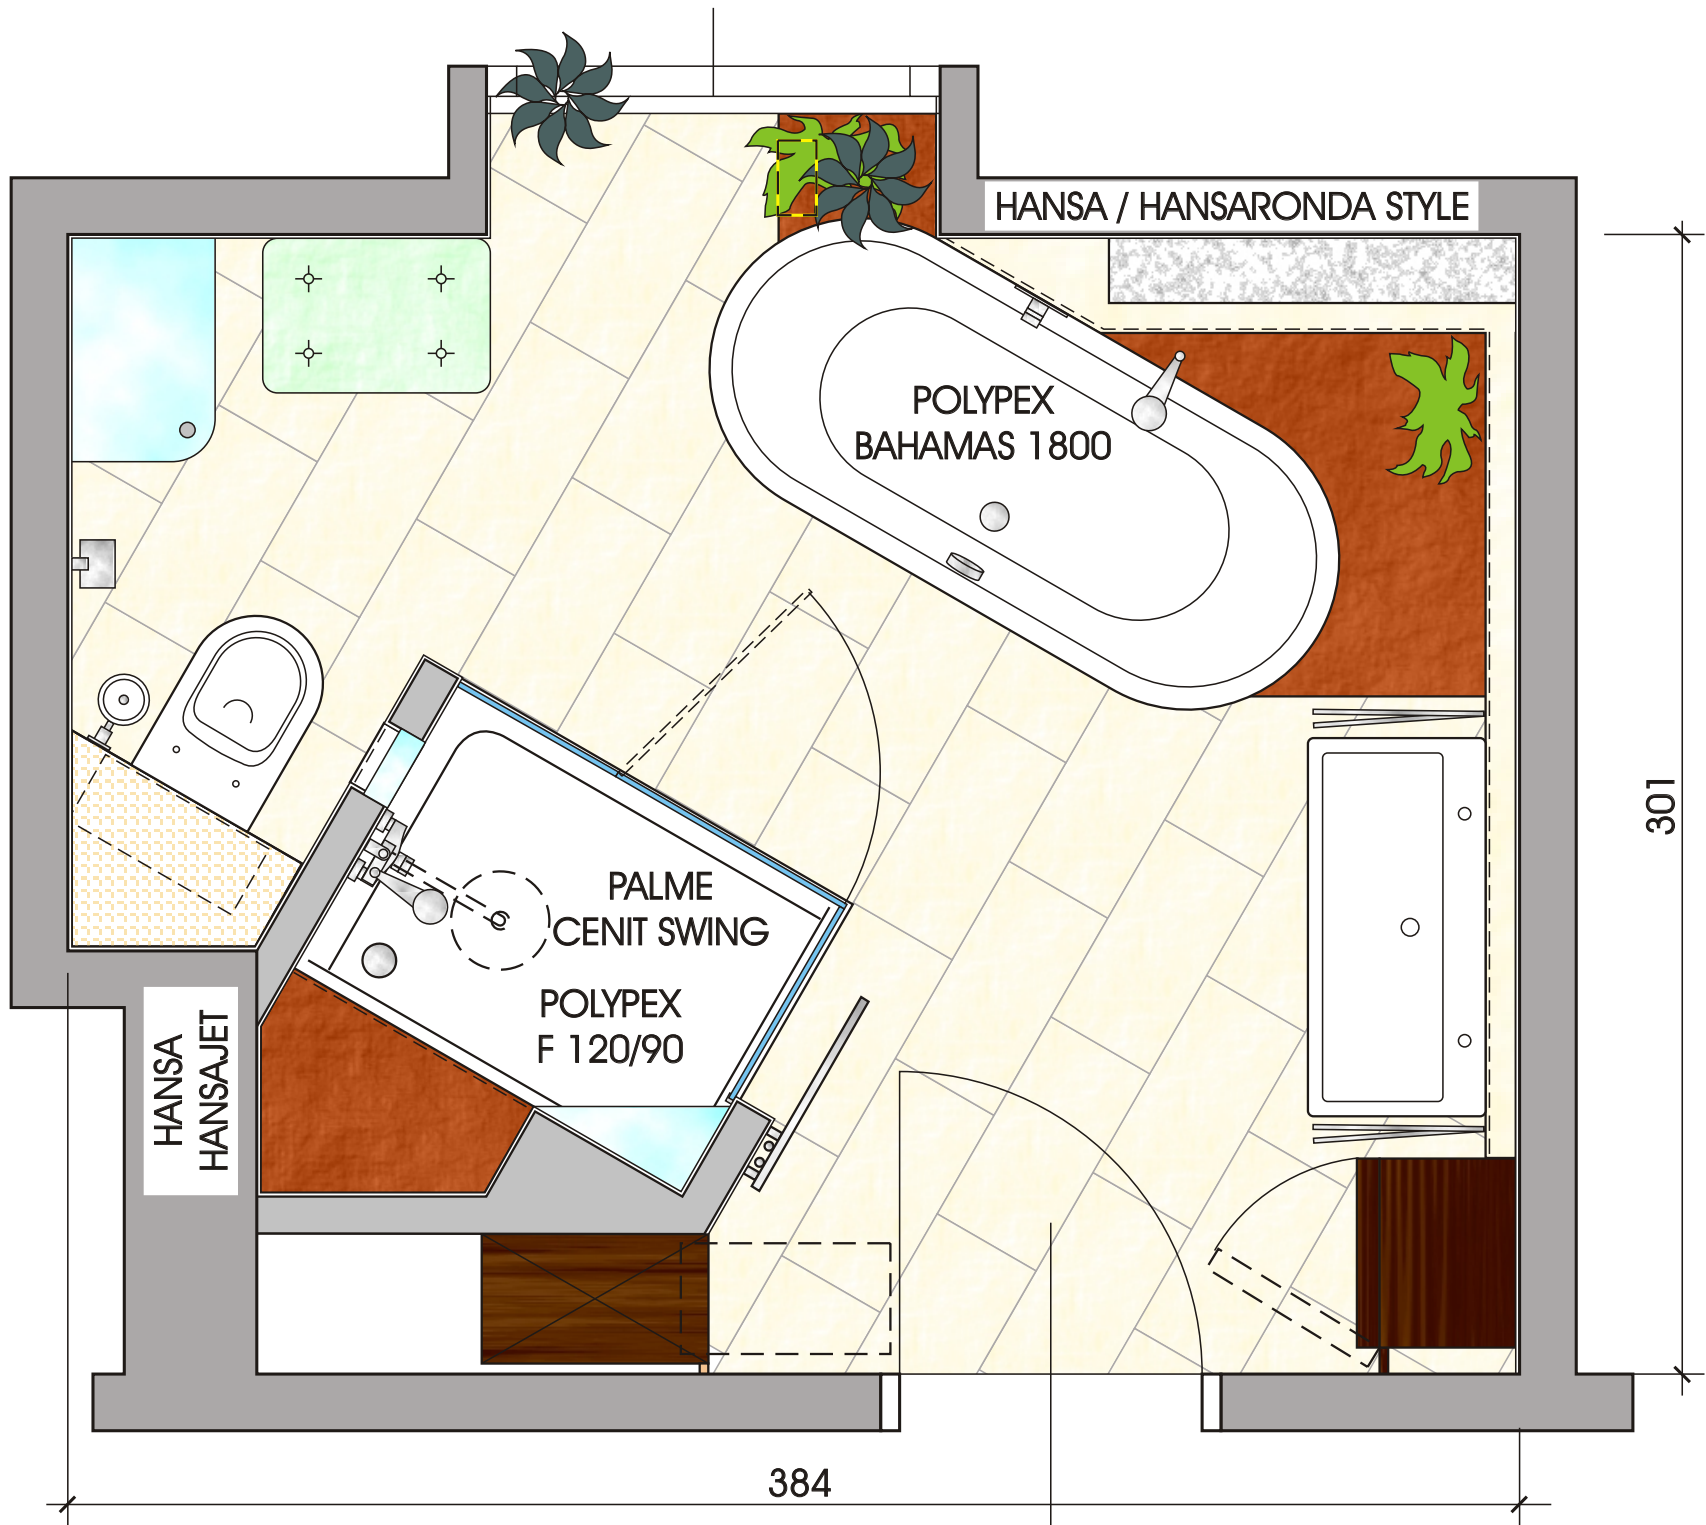 HANSA / HANSARONDA STYLE
POLYPEX
BAHAMAS 1800
PALME
CENIT SWING
POLYPEX
F 120/90
HANSA
HANSAJET
301
384